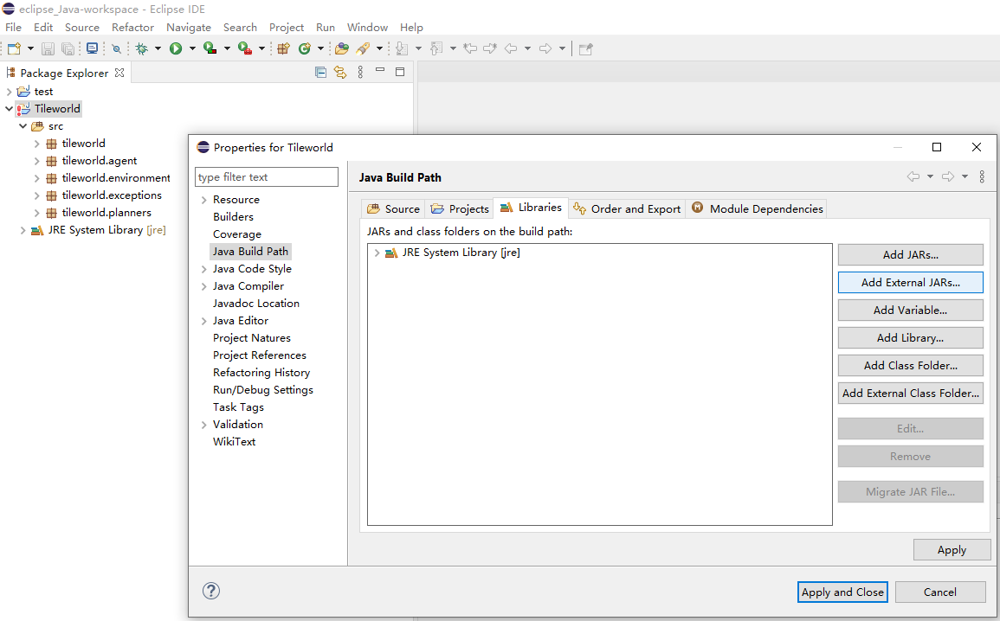 eclipse_Java-workspace - Eclipse IDE
File Edit Source Refactor Navigate Search Project Run Window Help
Package Explorer
test
Tileworld
src
tileworld
tileworld.agent
tileworld.environment
tileworld.exceptions
tileworld.planners
JRE System Library [jre]
Properties for Tileworld
type filter text
Resource
Builders
Coverage
Java Build Path
Java Code Style
Java Compiler
Javadoc Location
Java Editor
Project Natures
Project References
Refactoring History
Run/Debug Settings
Task Tags
Validation
WikiText
Java Build Path
Source Projects Libraries Order and Export Module Dependencies
JARs and class folders on the build path:
JRE System Library [jre]
Add JARs...
Add External JARs...
Add Variable...
Add Library...
Add Class Folder...
Add External Class Folder...
Edit...
Remove
Migrate JAR File...
Apply
Apply and Close Cancel